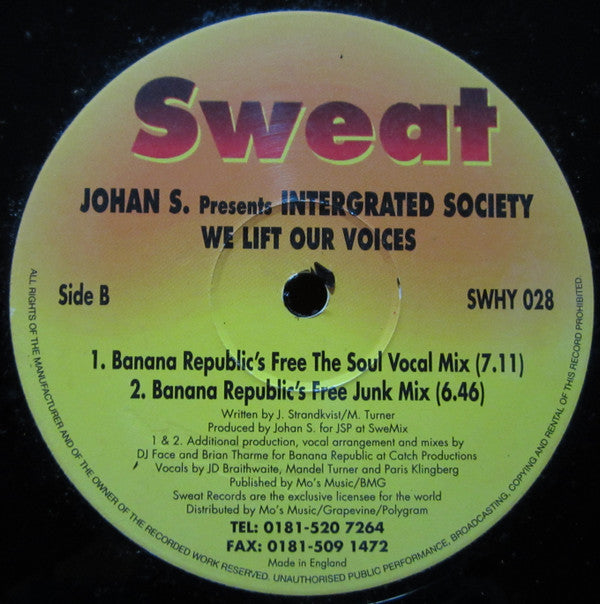 Sweat
JOHAN S. Presents INTERGRATED SOCIETY
WE LIFT OUR VOICES
Side B
SWHY 028
1. Banana Republic's Free The Soul Vocal Mix (7.11)
2. Banana Republic's Free Junk Mix (6.46)
Written by J. Strandkvist/M. Turner
Produced by Johan S. for JSP at SweMix
1 & 2. Additional production, vocal arrangement and mixes by
DJ Face and Brian Tharme for Banana Republic at Catch Productions
Vocals by JD Braithwaite, Mandel Turner and Paris Klingberg
Published by Mo's Music/BMG
Sweat Records are the exclusive licensee for the world
Distributed by Mo's Music/Grapevine/Polygram
TEL: 0181-520 7264
FAX: 0181-509 1472
Made in England
ALL RIGHTS OF THE MANUFACTURER AND OF THE OWNER OF THE RECORDED WORK RESERVED. UNAUTHORISED PUBLIC PERFORMANCE, BROADCASTING, COPYING AND RENTAL OF THIS RECORD PROHIBITED.